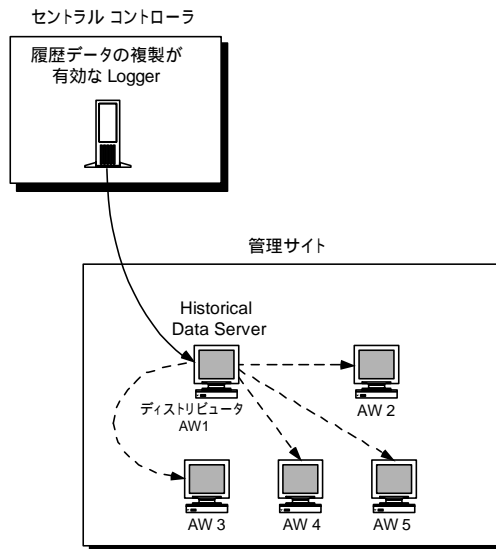 セントラル コントローラ
履歴データの複製が
有効な Logger
管理サイト
Historical
Data Server
ディストリビュータ
AW1
AW 2
AW 3
AW 4
AW 5